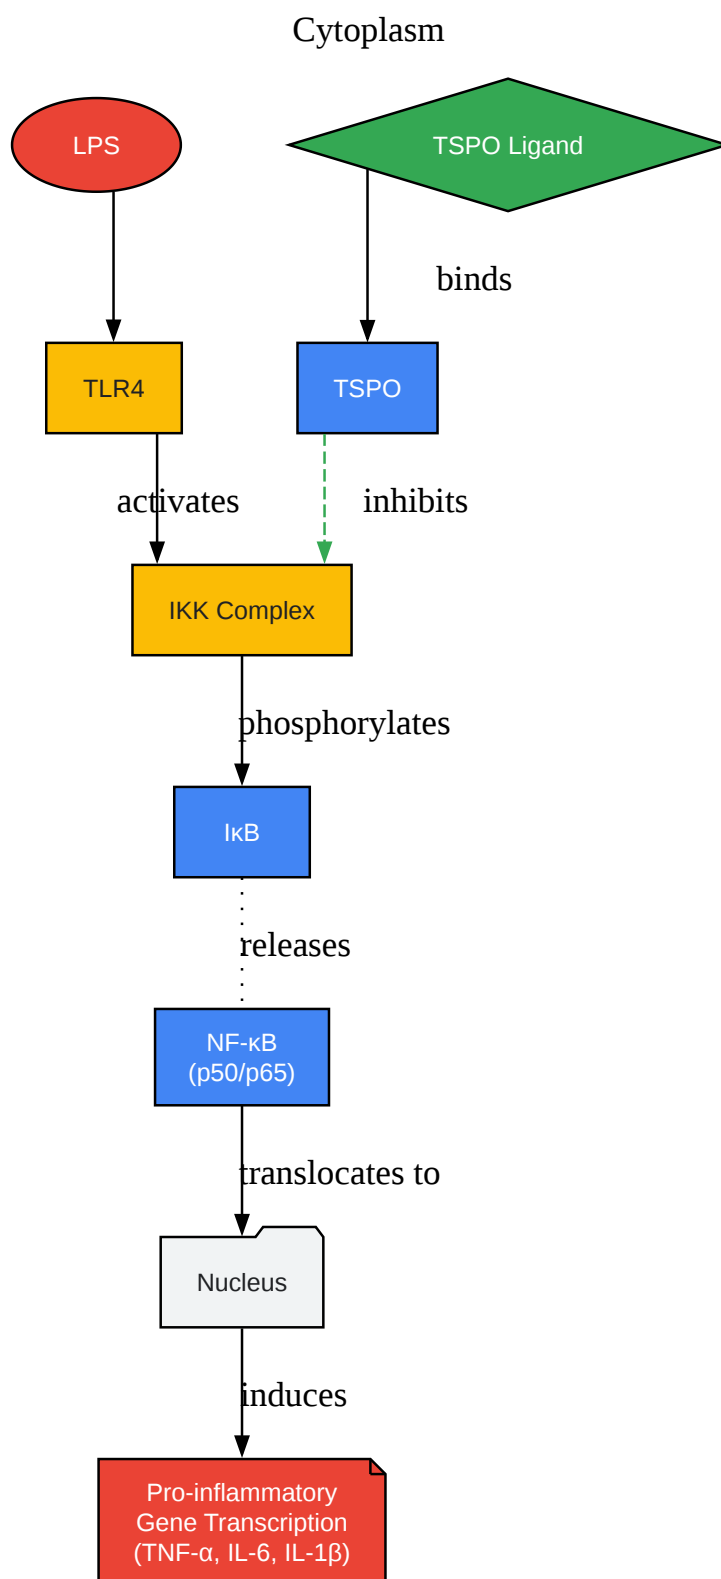 Cytoplasm
LPS
TSPO Ligand
binds
TLR4
TSPO
activates
inhibits
IKK Complex
phosphorylates
IκB
releases
NF-κB
(p50/p65)
translocates to
Nucleus
induces
Pro-inflammatory
Gene Transcription
(TNF-α, IL-6, IL-1β)